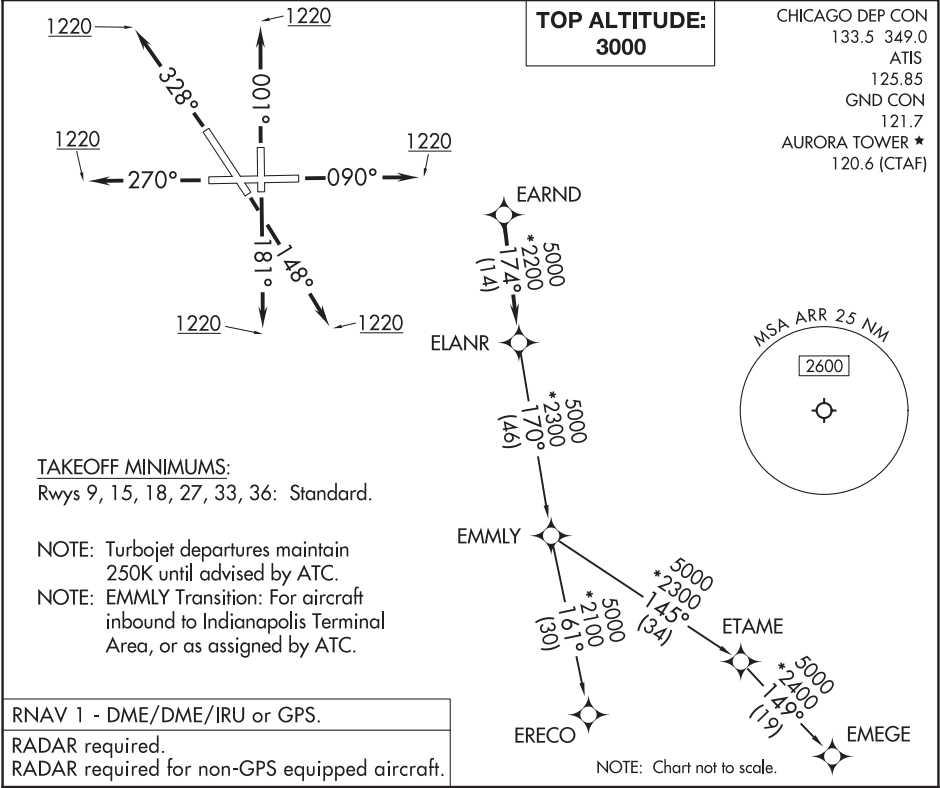 1220
1220
328°
001°
1220
270°
090°
1220
181°
148°
1220
1220
TOP ALTITUDE:
3000
CHICAGO DEP CON
133.5 349.0
ATIS
125.85
GND CON
121.7
AURORA TOWER ★
120.6 (CTAF)
EARND
5000
*2200
174°
(14)
ELANR
5000
*2300
170°
(46)
EMMLY
5000
*2300
145°
(34)
ETAME
5000
*2100
161°
(30)
ERECO
5000
*2400
149°
(19)
EMEGE
MSA ARR 25 NM
2600
TAKEOFF MINIMUMS:
Rwys 9, 15, 18, 27, 33, 36: Standard.
NOTE: Turbojet departures maintain
250K until advised by ATC.
NOTE: EMMLY Transition: For aircraft
inbound to Indianapolis Terminal
Area, or as assigned by ATC.
RNAV 1 - DME/DME/IRU or GPS.
RADAR required.
RADAR required for non-GPS equipped aircraft.
NOTE: Chart not to scale.